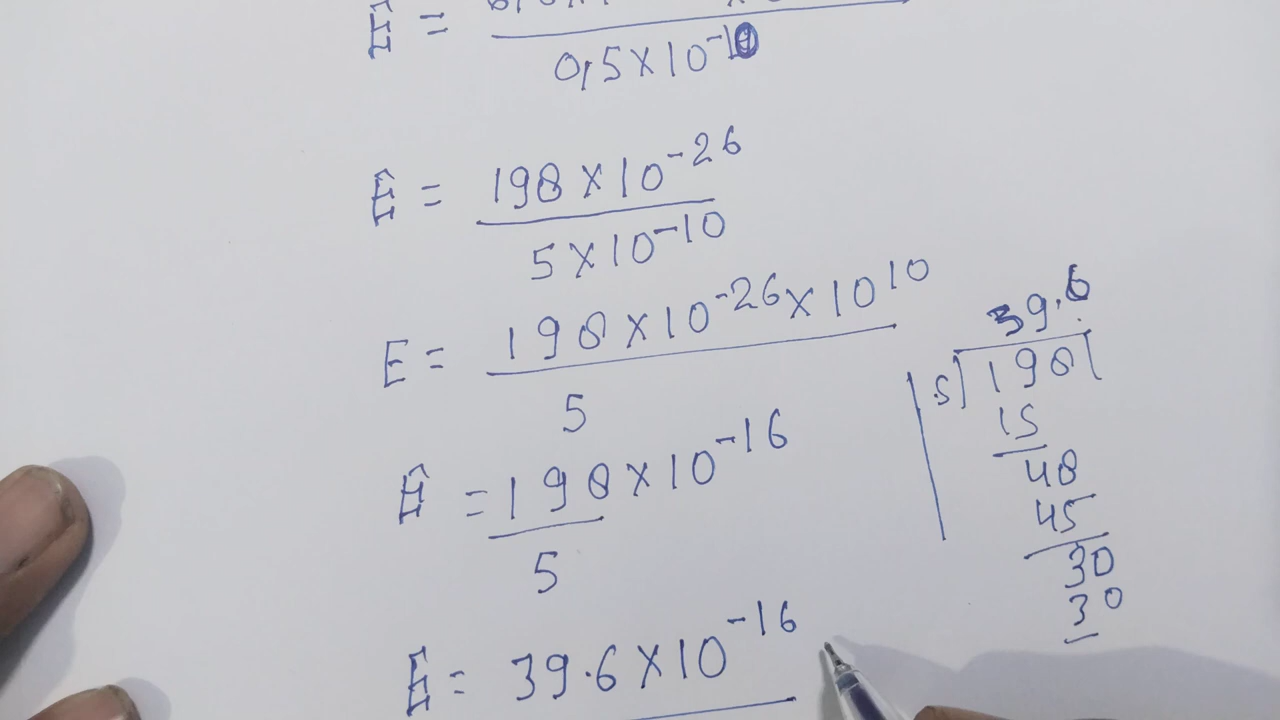 E =
0,5×10⁻¹⁰
E = 198×10⁻²⁶
5×10⁻¹⁰
E = 198×10⁻²⁶×10¹⁰
5
E = 198×10⁻¹⁶
5
E = 39.6×10⁻¹⁶
39.6
5)198(
15
48
45
30
30